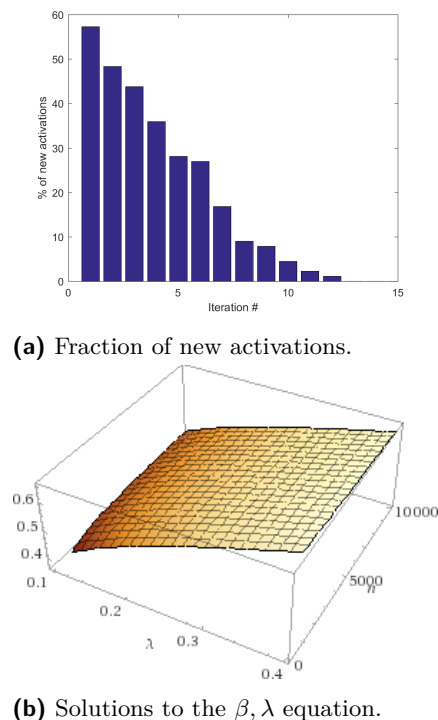 60
50
40
30
20
10
0
% of new activations
0 5 10 15
Iteration #
(a) Fraction of new activations.
0.6
0.5
0.4
0.1
0.2
0.3
0.4
λ
10000
5000
n
0
(b) Solutions to the β, λ equation.